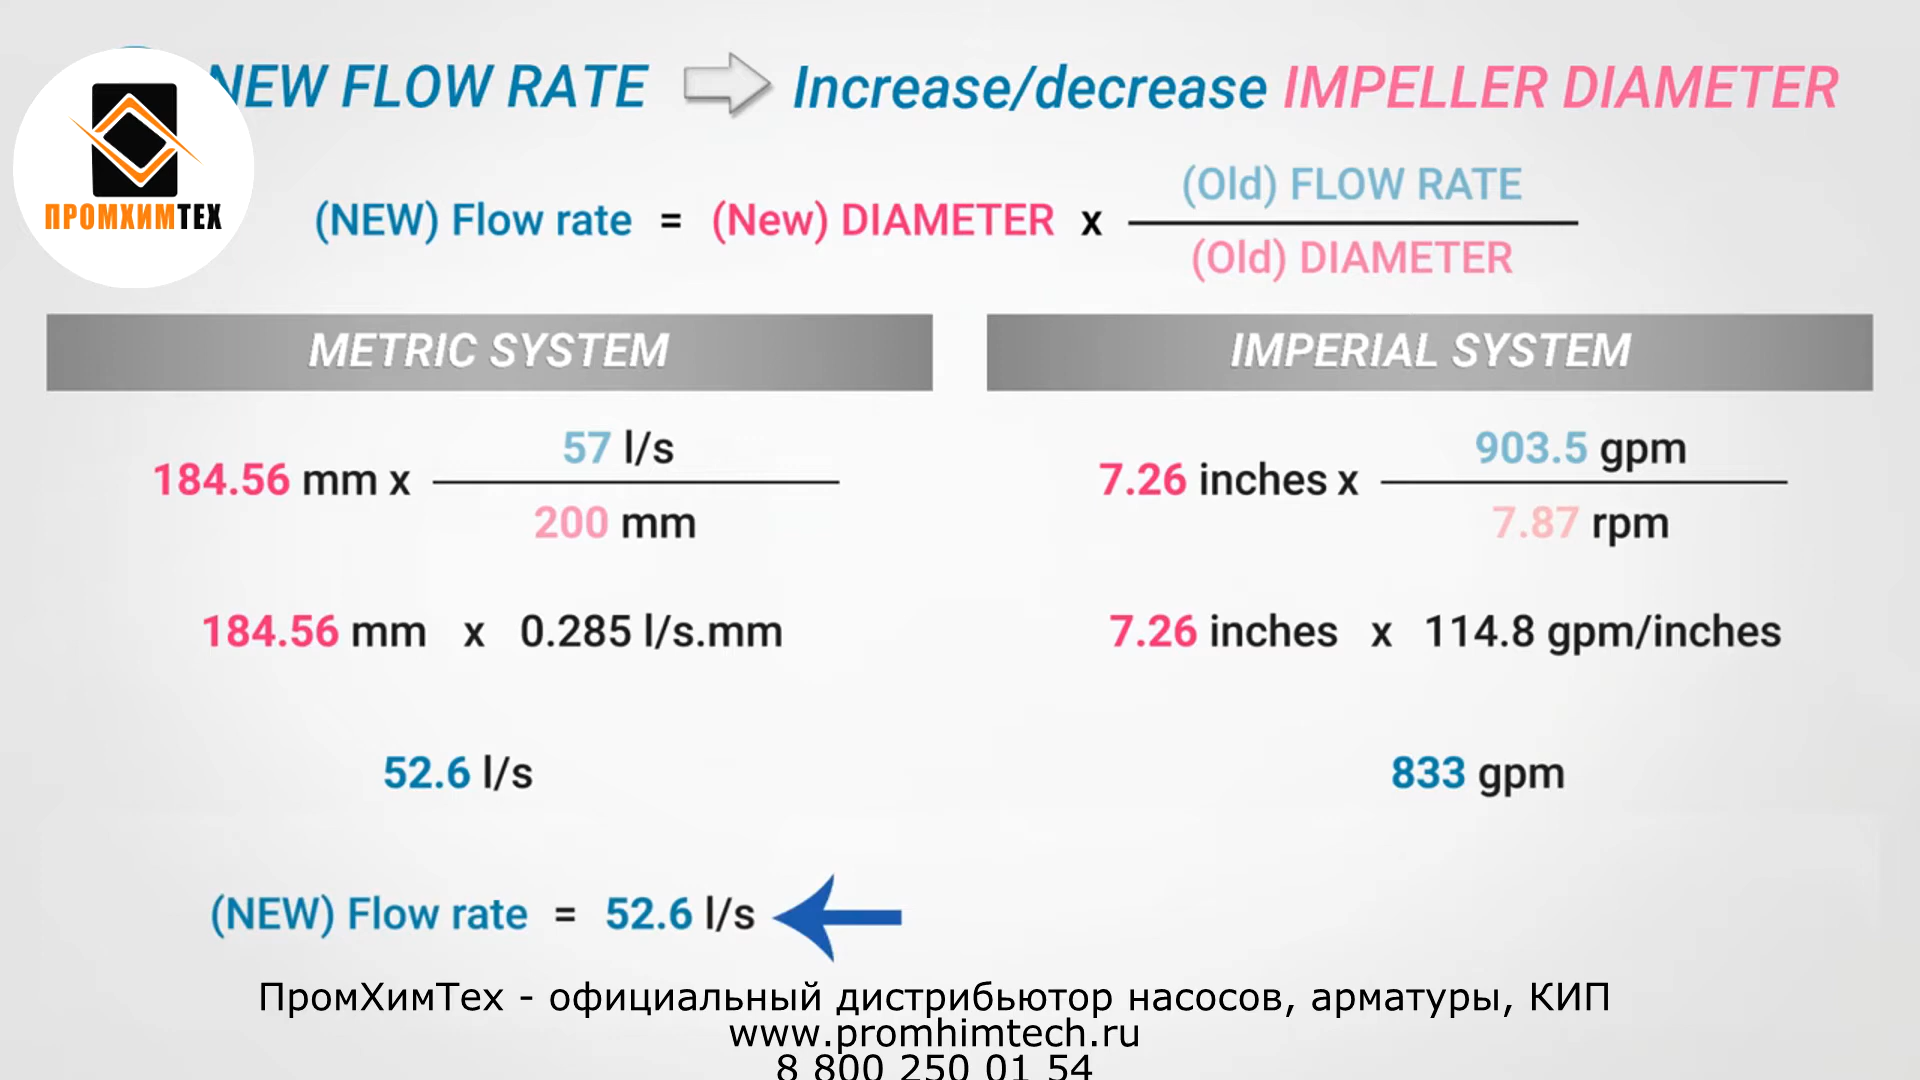 NEW FLOW RATE Increase/decrease IMPELLER DIAMETER
ПРОМХИМТЕХ
(NEW) Flow rate = (New) DIAMETER x (Old) FLOW RATE
(Old) DIAMETER
METRIC SYSTEM
184.56 mm x 57 l/s
200 mm
184.56 mm x 0.285 l/s.mm
52.6 l/s
(NEW) Flow rate = 52.6 l/s
IMPERIAL SYSTEM
7.26 inches x 903.5 gpm
7.87 rpm
7.26 inches x 114.8 gpm/inches
833 gpm
ПромХимТех - официальный дистрибьютор насосов, арматуры, КИП
www.promhimtech.ru
8 800 250 01 54